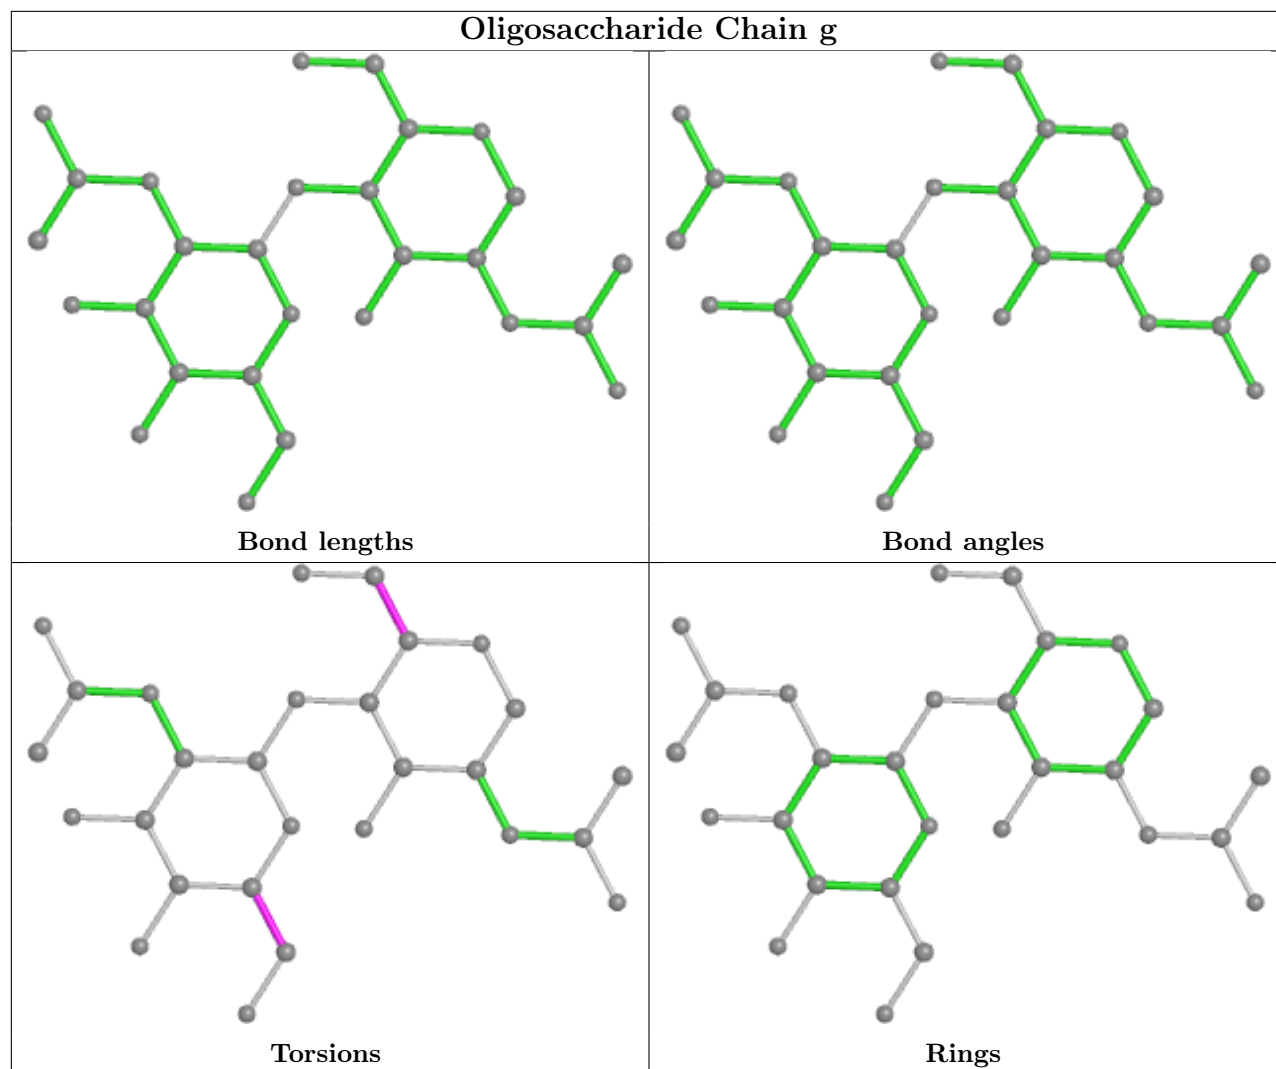 Oligosaccharide Chain g
Bond lengths
Bond angles
Torsions
Rings